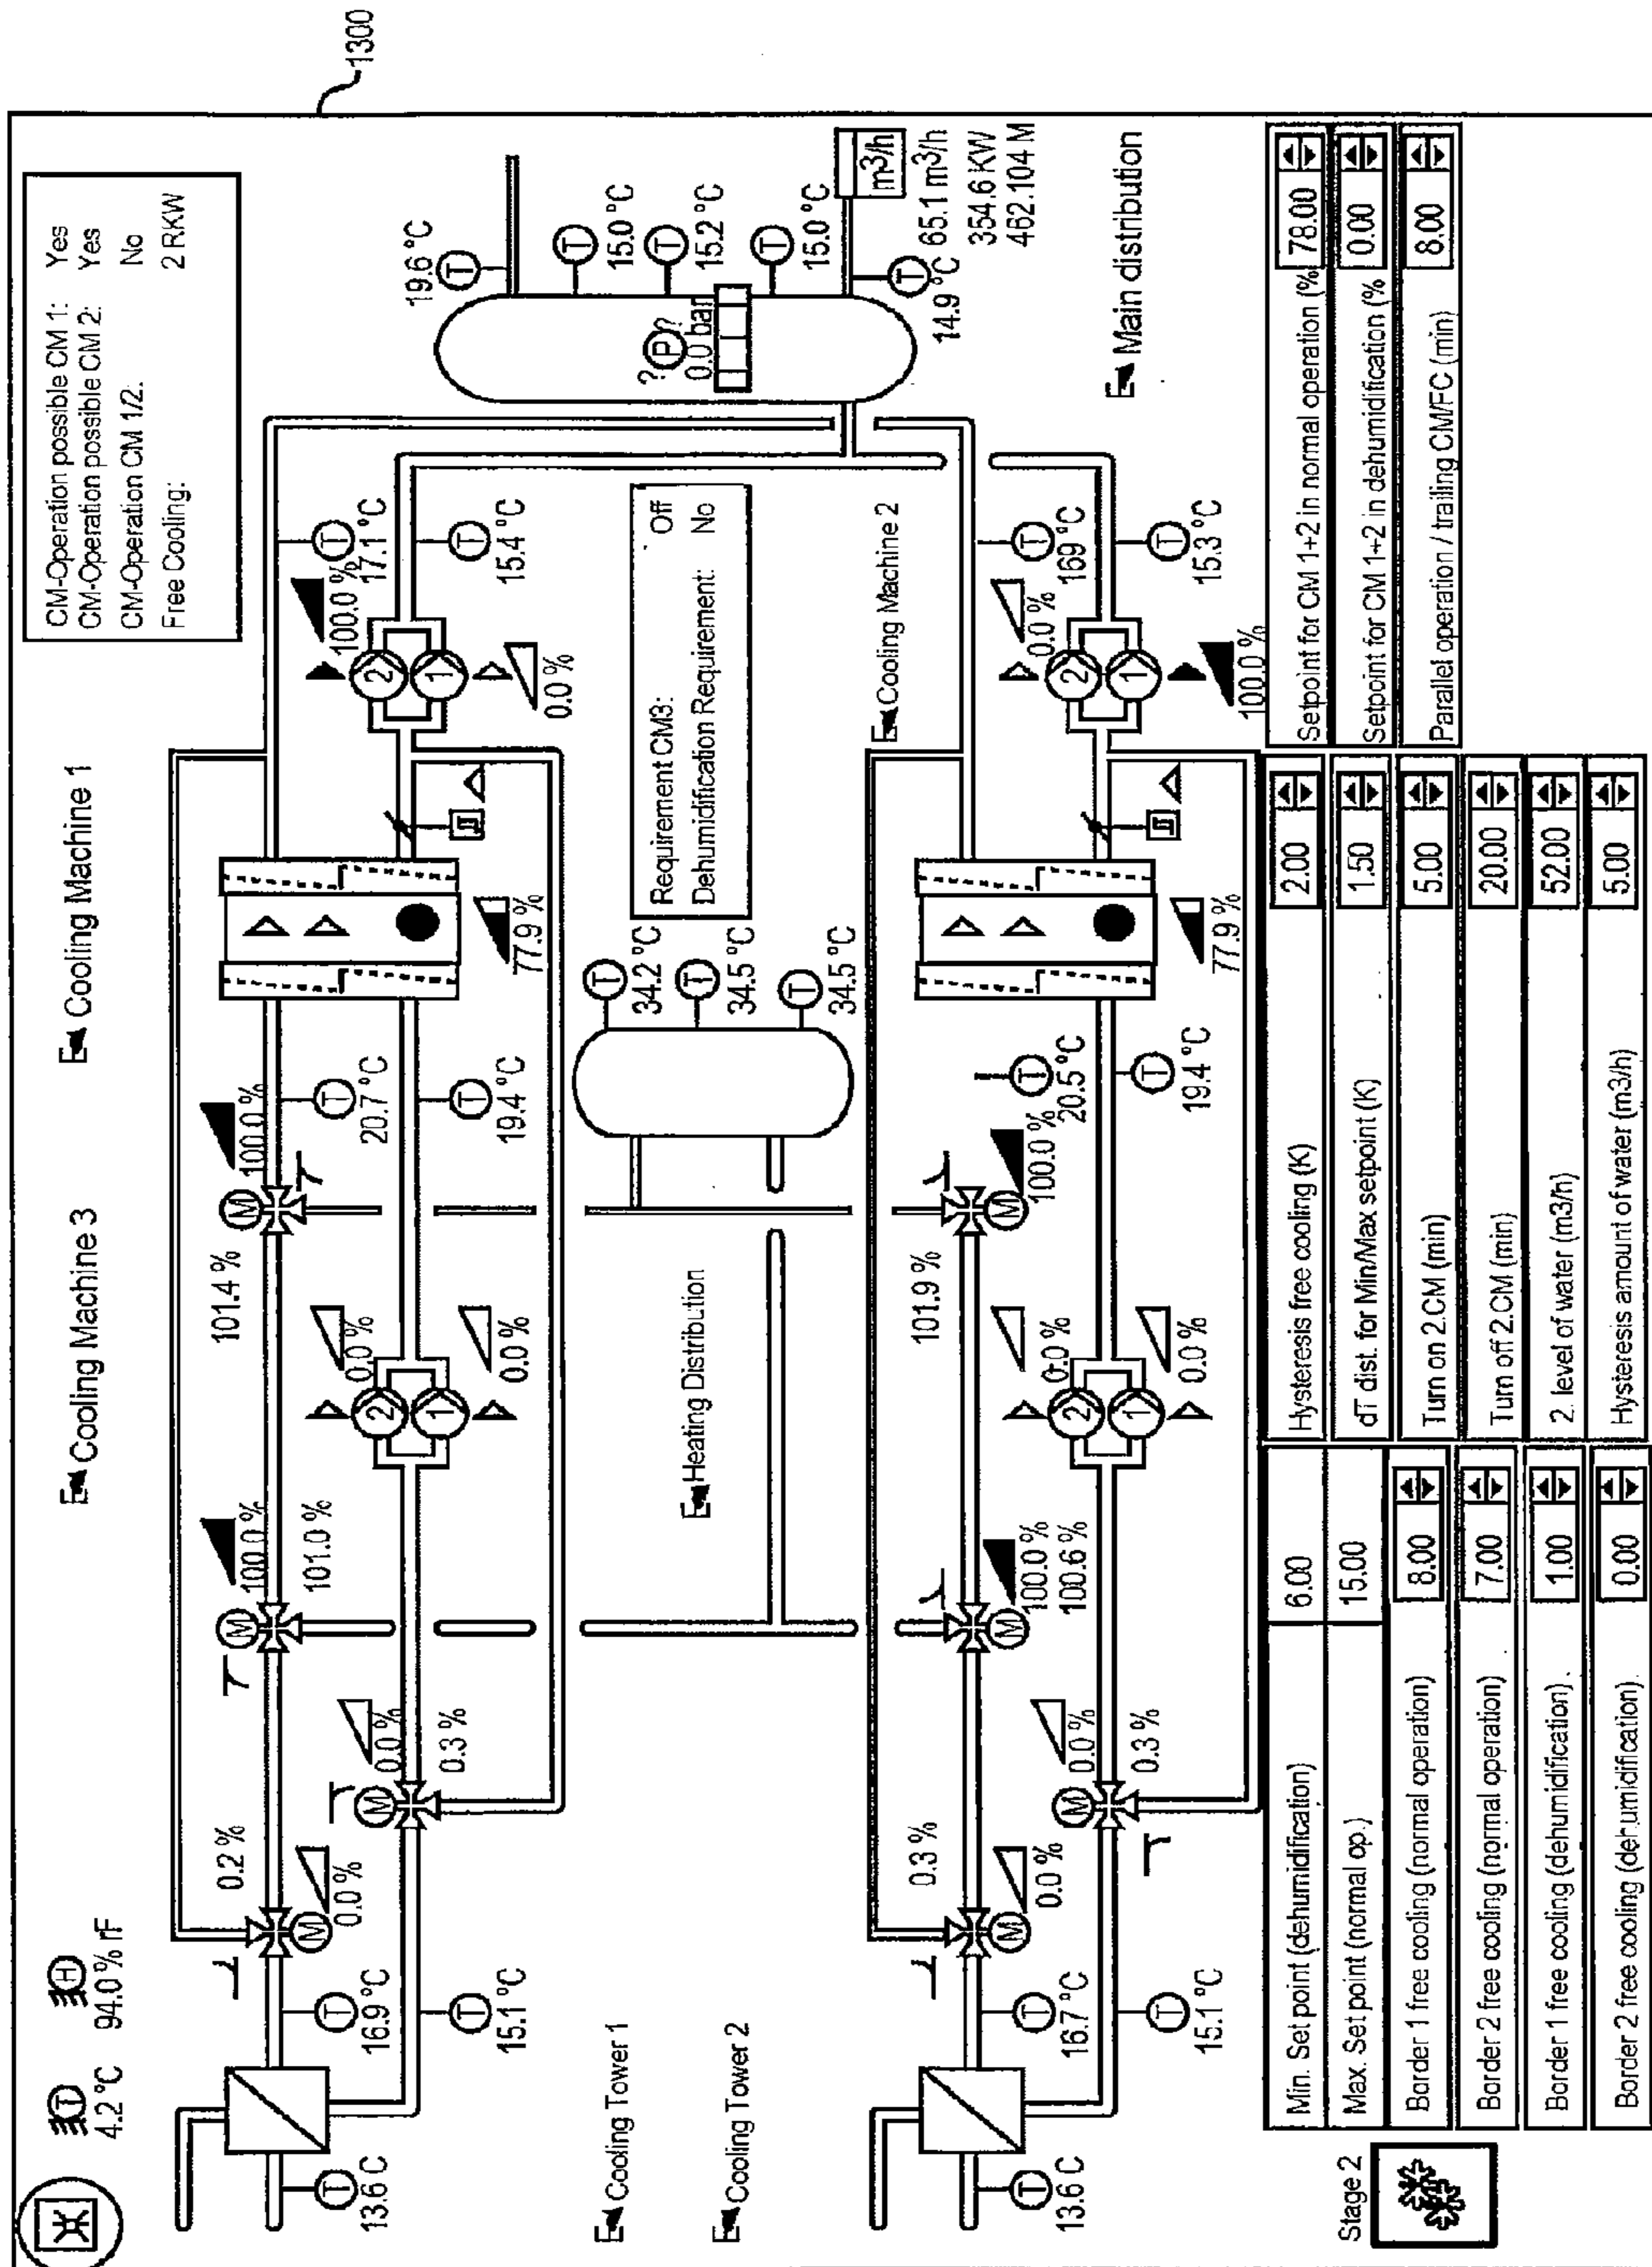 1300
T
H
4.2 °C
94.0 % rF
Cooling Machine 3
Cooling Machine 1
CM-Operation possible CM 1: Yes
CM-Operation possible CM 2: Yes
CM-Operation CM 1/2: No
Free Cooling: 2 RKW
0.2 %
M
0.0 %
T
16.9 °C
T
13.6 C
T
15.1 °C
M
0.0 %
0.3 %
M
100.0 %
101.0 %
101.4 %
M
100.0 %
2
0.0 %
1
0.0 %
T
20.7 °C
T
19.4 °C
77.9 %
2
100.0 %
1
0.0 %
T
17.1 °C
T
15.4 °C
19.6 °C
T
T
15.0 °C
T
15.2 °C
T
15.0 °C
? P ?
0.0 bar
T
14.9 °C
m3/h
65.1 m3/h
354.6 KW
462.104 M
Main distribution
Cooling Tower 1
Cooling Tower 2
Heating Distribution
T
34.2 °C
T
34.5 °C
T
34.5 °C
Requirement CM3: Off
Dehumidification Requirement: No
Cooling Machine 2
0.3 %
M
0.0 %
T
16.7 °C
T
13.6 C
T
15.1 °C
M
0.0 %
0.3 %
M
100.0 %
100.6 %
101.9 %
M
100.0 %
2
0.0 %
1
0.0 %
T
20.5 °C
T
19.4 °C
77.9 %
2
0.0 %
1
100.0 %
T
169 °C
T
15.3 °C
Stage 2
Min. Set point (dehumidification) 6.00
Max. Set point (normal op.) 15.00
Border 1 free cooling (normal operation) 8.00
Border 2 free cooling (normal operation) 7.00
Border 1 free cooling (dehumidification) 1.00
Border 2 free cooling (dehumidification) 0.00
Hysteresis free cooling (K) 2.00
dT dist. for Min/Max setpoint (K) 1.50
Turn on 2.CM (min) 5.00
Turn off 2.CM (min) 20.00
2. level of water (m3/h) 52.00
Hysteresis amount of water (m3/h) 5.00
Setpoint for CM 1+2 in normal operation (% 78.00
Setpoint for CM 1+2 in dehumidification (% 0.00
Parallel operation / trailing CM/FC (min) 8.00